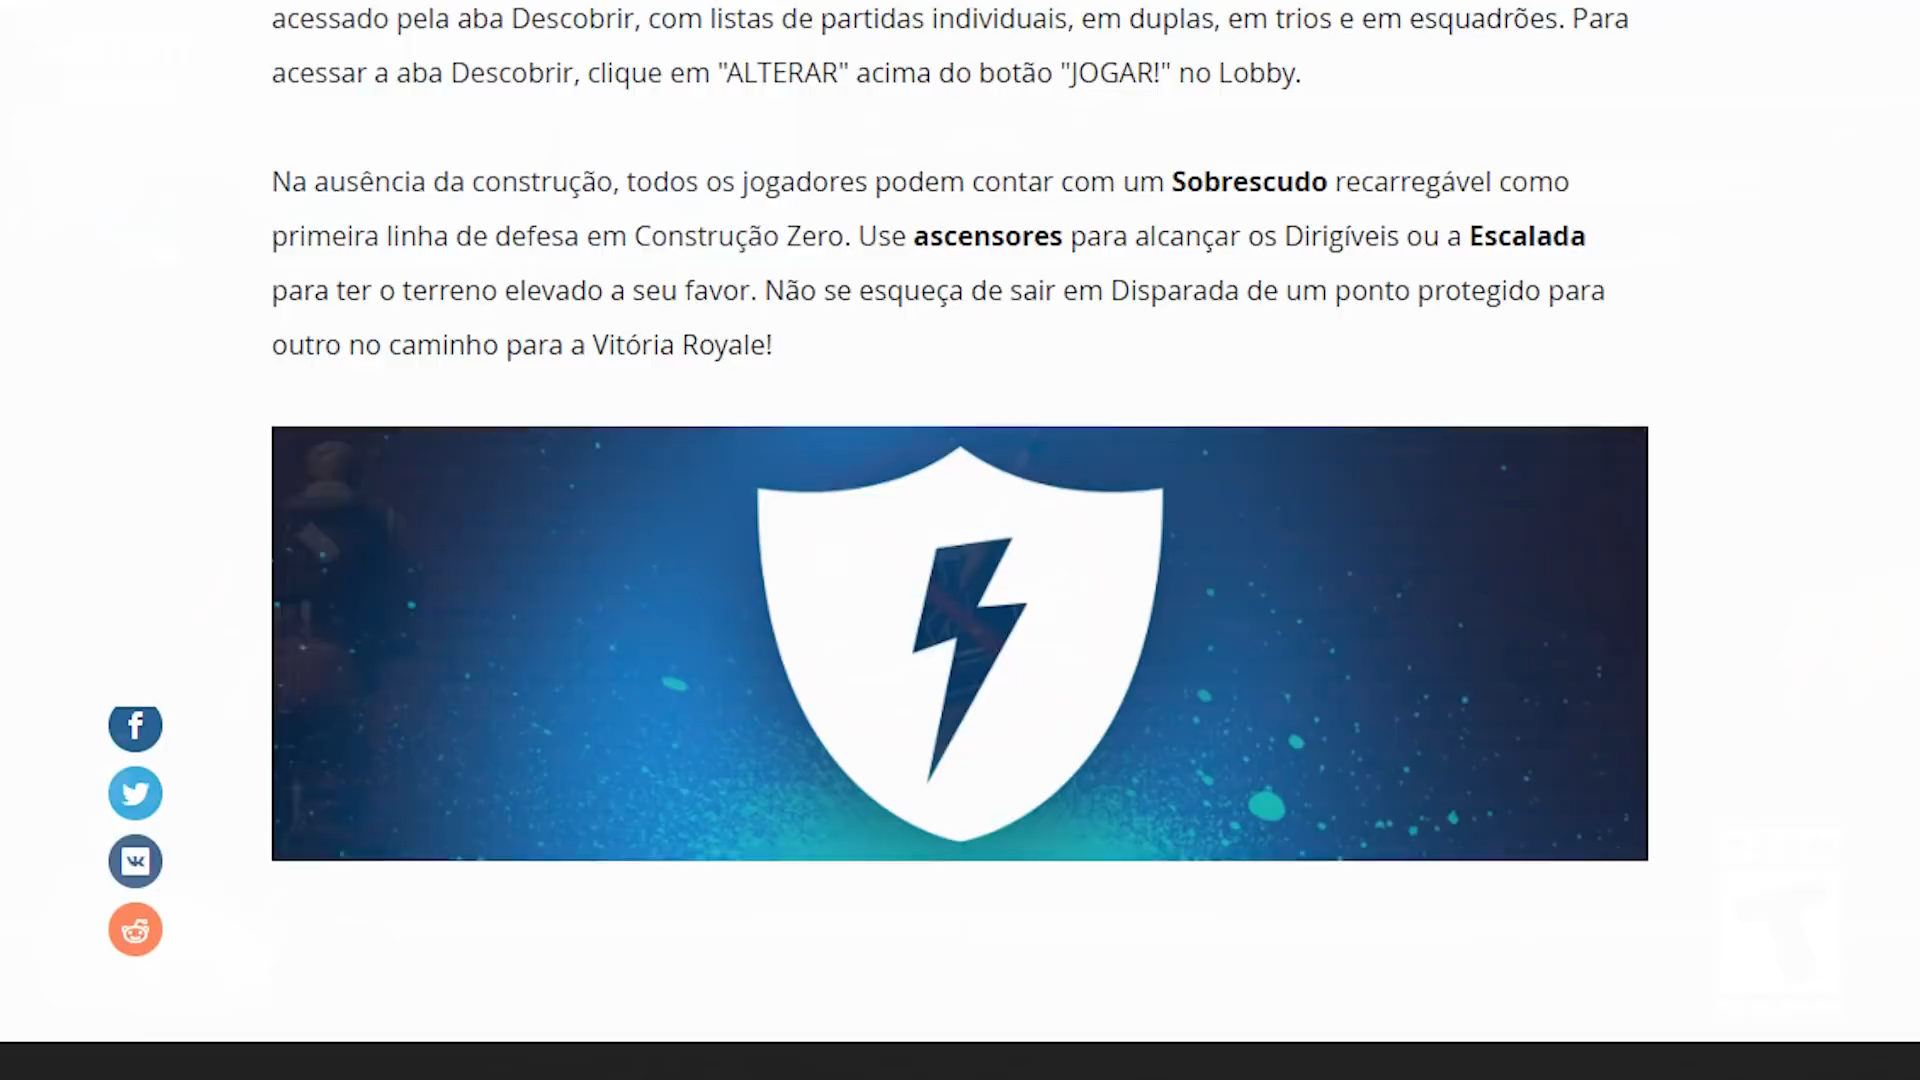 acessado pela aba Descobrir, com listas de partidas individuais, em duplas, em trios e em esquadrões. Para
acessar a aba Descobrir, clique em "ALTERAR" acima do botão "JOGAR!" no Lobby.
Na ausência da construção, todos os jogadores podem contar com um Sobrescudo recarregável como
primeira linha de defesa em Construção Zero. Use ascensores para alcançar os Dirigíveis ou a Escalada
para ter o terreno elevado a seu favor. Não se esqueça de sair em Disparada de um ponto protegido para
outro no caminho para a Vitória Royale!